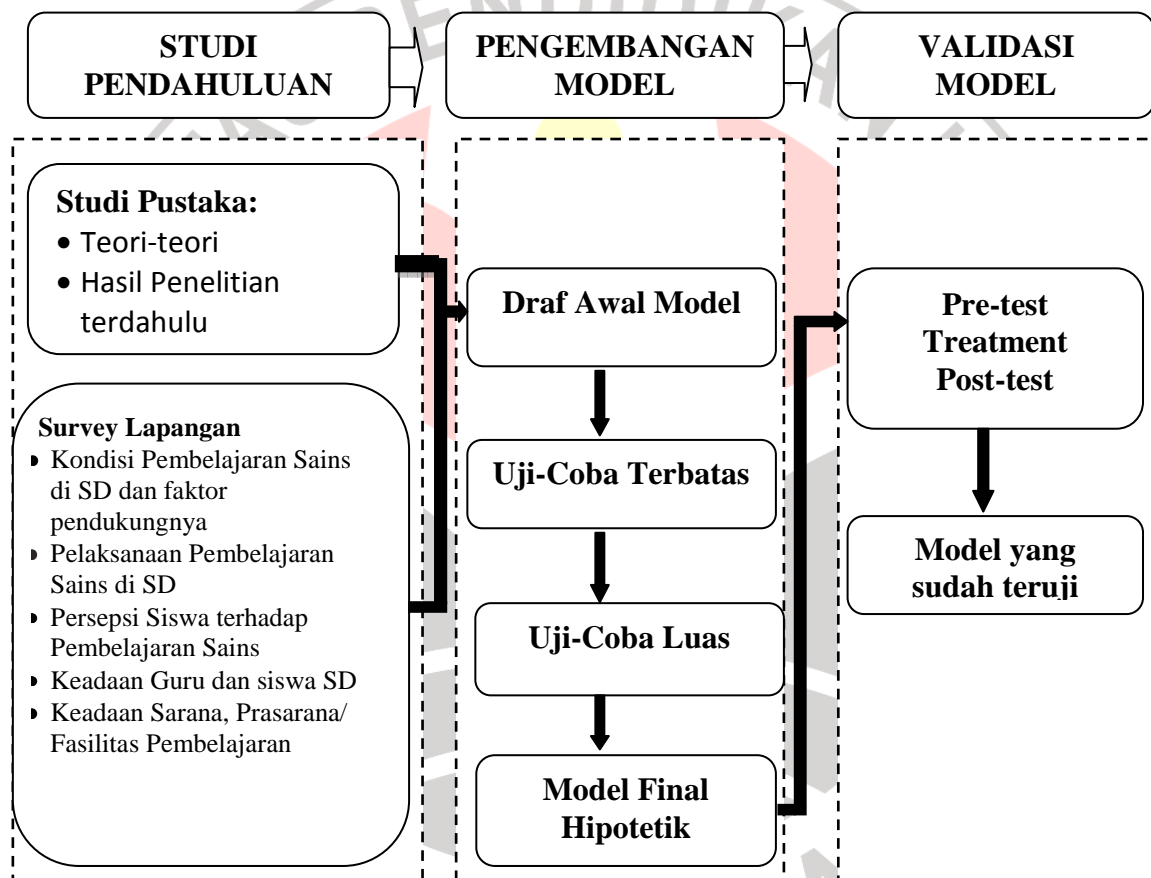 STUDI
PENDAHULUAN
PENGEMBANGAN
MODEL
VALIDASI
MODEL
Studi Pustaka:
• Teori-teori
• Hasil Penelitian
terdahulu
Survey Lapangan
Kondisi Pembelajaran Sains
di SD dan faktor
pendukungnya
Pelaksanaan Pembelajaran
Sains di SD
Persepsi Siswa terhadap
Pembelajaran Sains
Keadaan Guru dan siswa SD
Keadaan Sarana, Prasarana/
Fasilitas Pembelajaran
Draf Awal Model
Uji-Coba Terbatas
Uji-Coba Luas
Model Final
Hipotetik
Pre-test
Treatment
Post-test
Model yang
sudah teruji